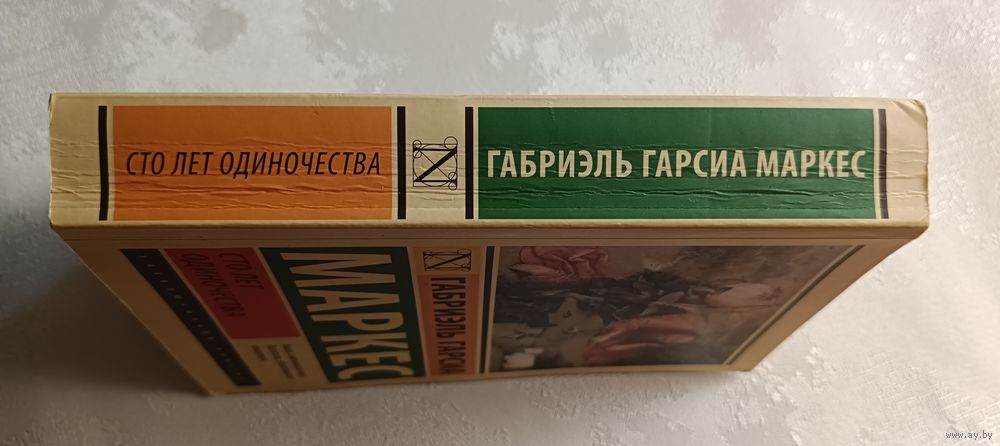 СТО ЛЕТ ОДИНОЧЕСТВА
N
ГАБРИЭЛЬ ГАРСИА МАРКЕС
N
ГАБРИЭЛЬ ГАРСИА
МАРКЕС
СТО ЛЕТ
ОДИНОЧЕСТВА
www.ay.by